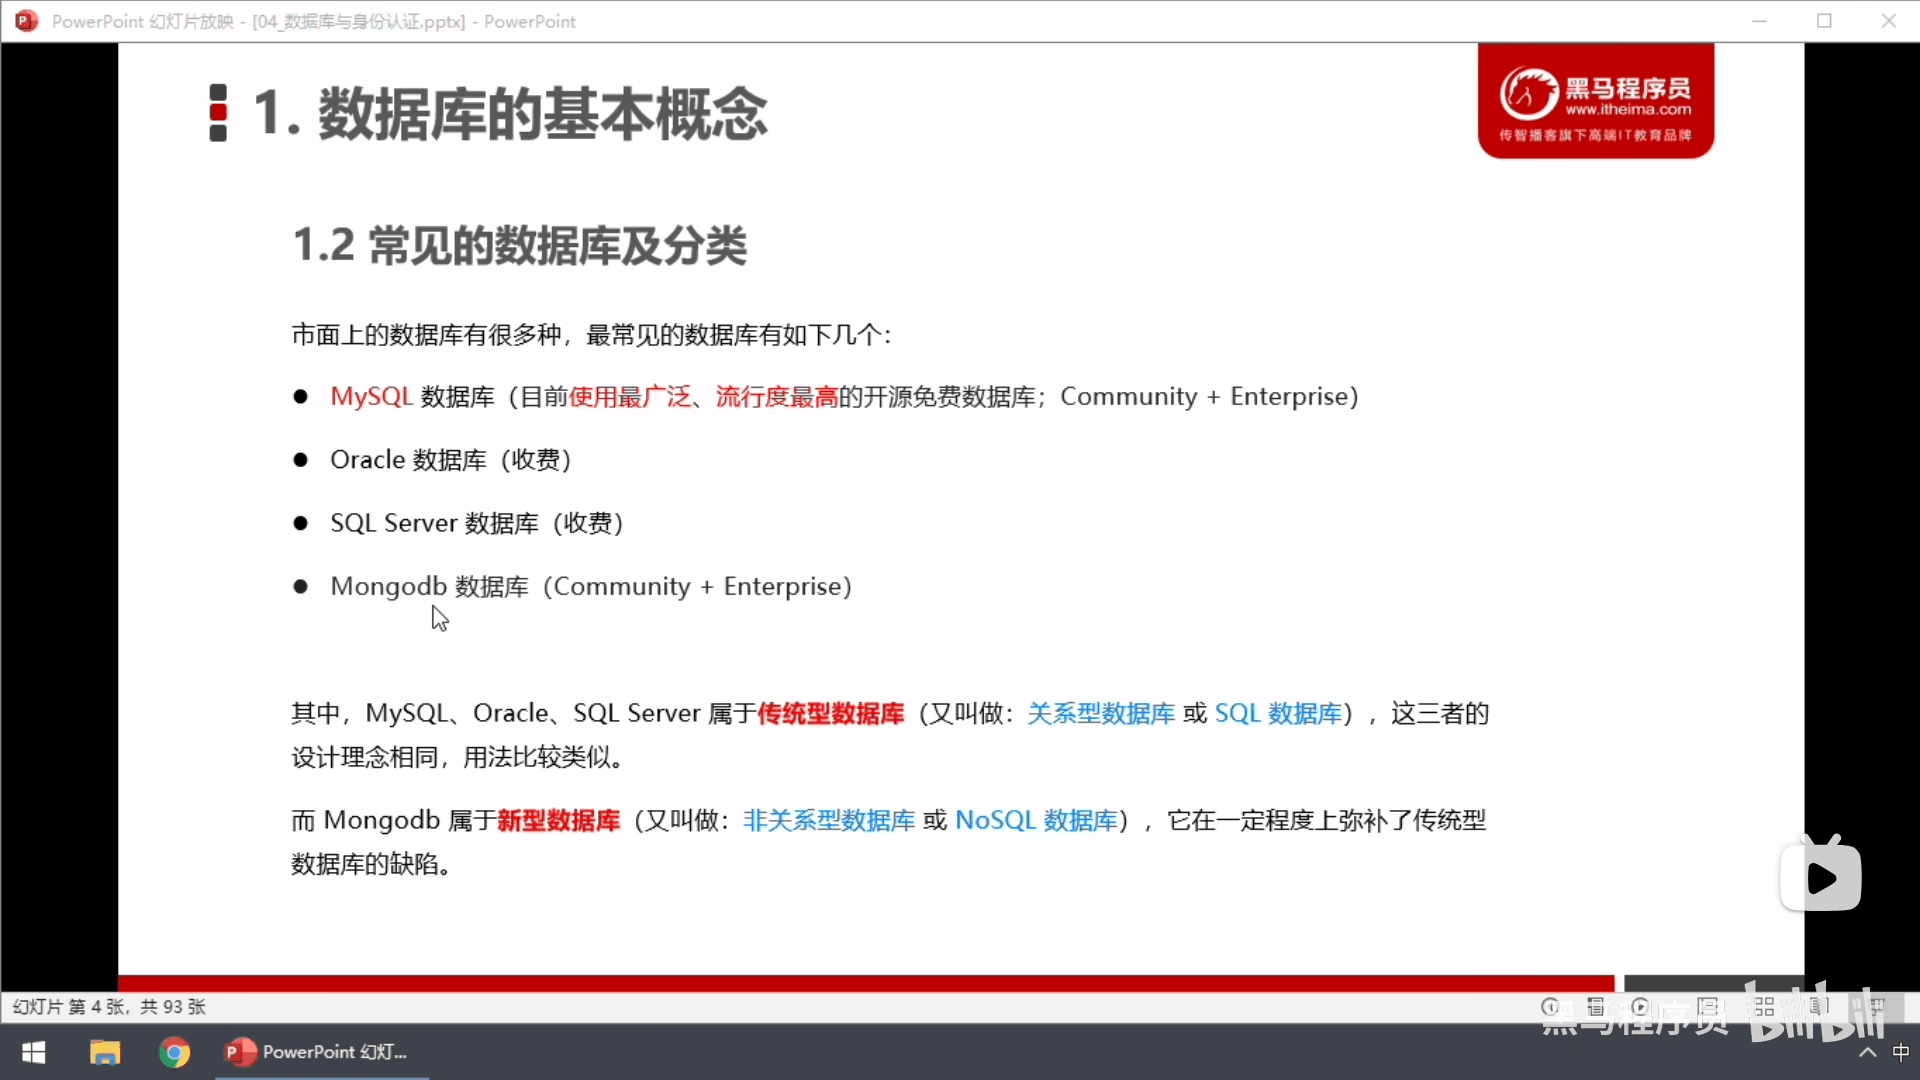 PowerPoint 幻灯片放映 - [04_数据库与身份认证.pptx] - PowerPoint
1. 数据库的基本概念
黑马程序员
www.itheima.com
传智播客旗下高端IT教育品牌
1.2 常见的数据库及分类
市面上的数据库有很多种，最常见的数据库有如下几个：
● MySQL 数据库（目前使用最广泛、流行度最高的开源免费数据库；Community + Enterprise）
● Oracle 数据库（收费）
● SQL Server 数据库（收费）
● Mongodb 数据库（Community + Enterprise）
其中，MySQL、Oracle、SQL Server 属于传统型数据库（又叫做：关系型数据库 或 SQL 数据库），这三者的
设计理念相同，用法比较类似。
而 Mongodb 属于新型数据库（又叫做：非关系型数据库 或 NoSQL 数据库），它在一定程度上弥补了传统型
数据库的缺陷。
幻灯片 第 4 张，共 93 张
黑马程序员 bilibili
PowerPoint 幻灯...
中